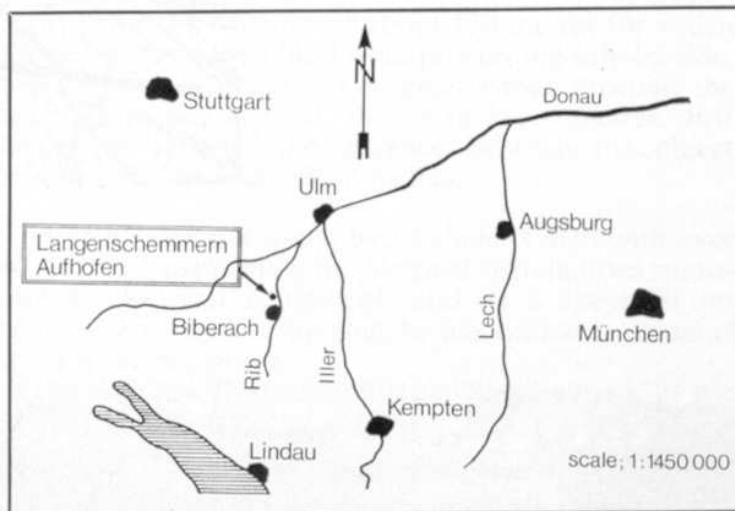 N
Stuttgart
Donau
Ulm
Augsburg
Langenschemmern
Aufhofen
Biberach
München
Rib
Iller
Lech
Kempten
Lindau
scale; 1:1450 000